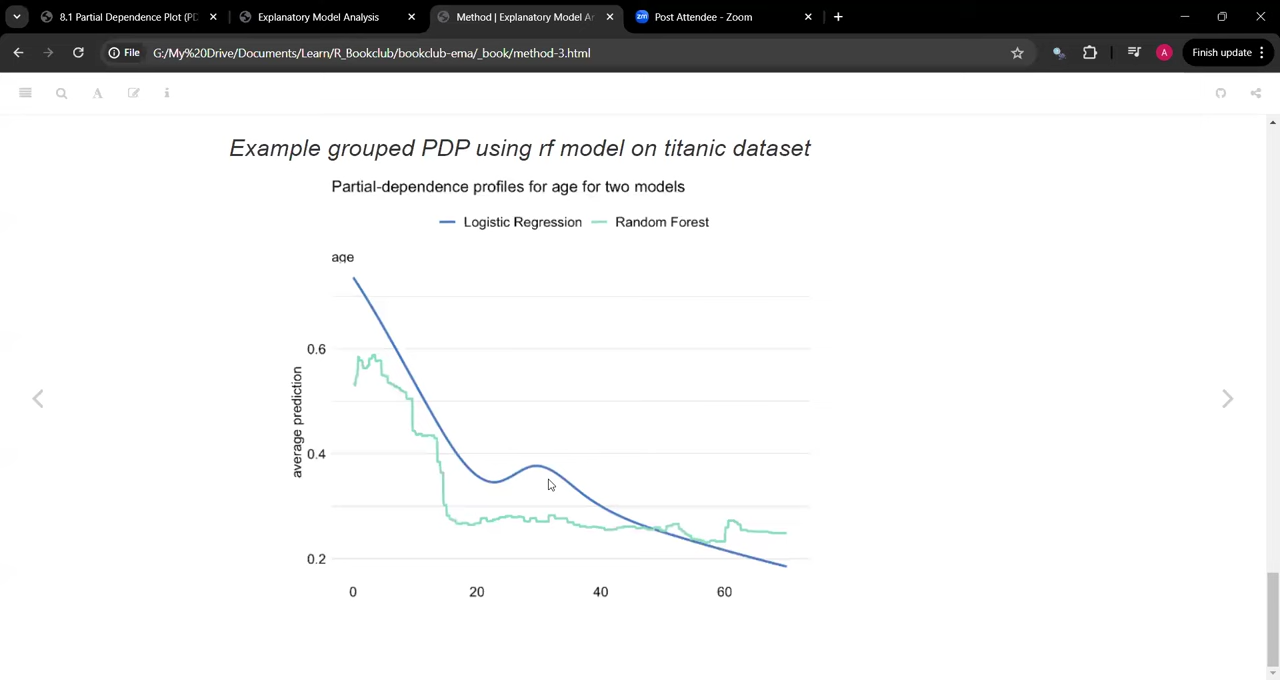 8.1 Partial Dependence Plot (PD
Explanatory Model Analysis
Method | Explanatory Model Ar
zm Post Attendee - Zoom
File G:/My%20Drive/Documents/Learn/R_Bookclub/bookclub-ema/_book/method-3.html
A
Finish update
A
i
Example grouped PDP using rf model on titanic dataset
Partial-dependence profiles for age for two models
Logistic Regression Random Forest
age
0.6
0.4
0.2
average prediction
0 20 40 60